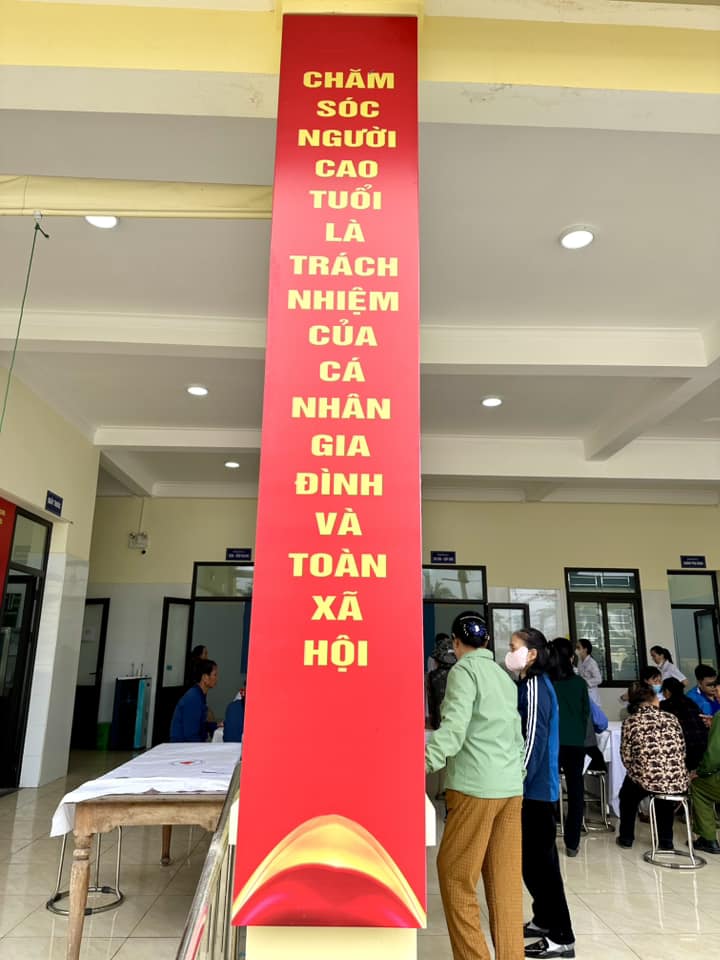 CHĂM
SÓC
NGƯỜI
CAO
TUỔI
LÀ
TRÁCH
NHIỆM
CỦA
CÁ
NHÂN
GIA
ĐÌNH
VÀ
TOÀN
XÃ
HỘI